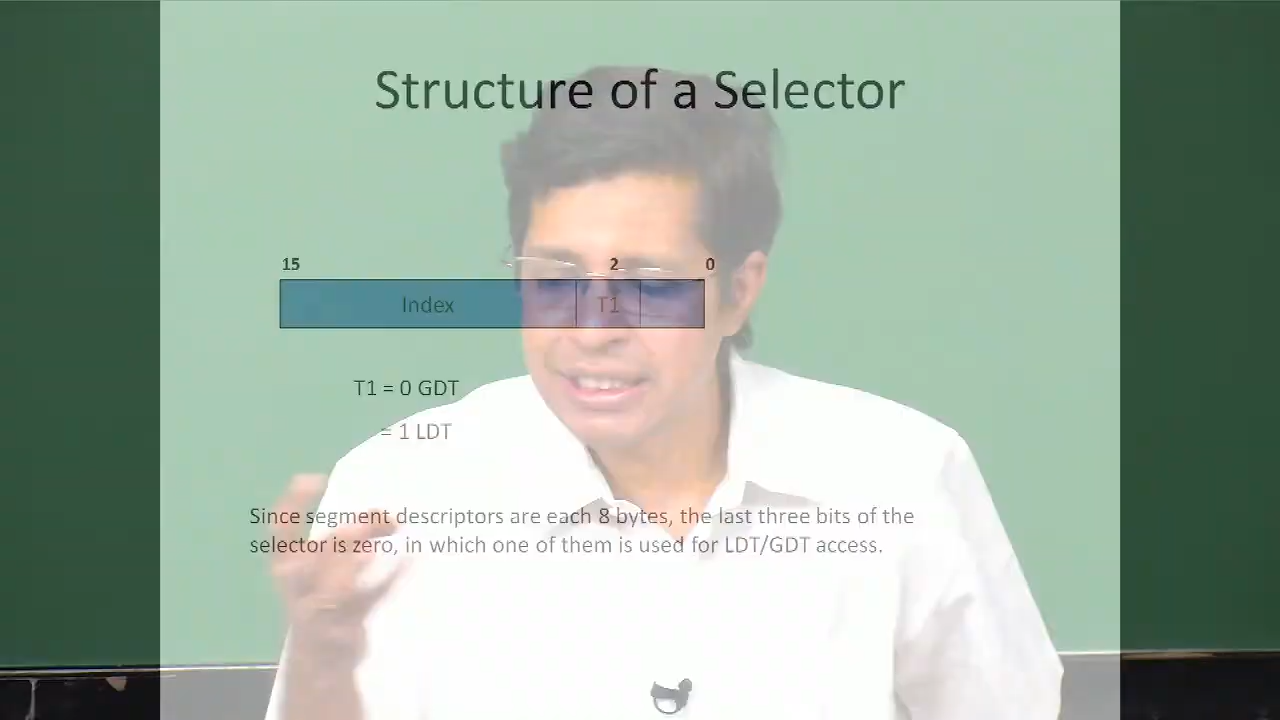 Structure of a Selector
15 2 0
Index T1
T1 = 0 GDT
= 1 LDT
Since segment descriptors are each 8 bytes, the last three bits of the
selector is zero, in which one of them is used for LDT/GDT access.